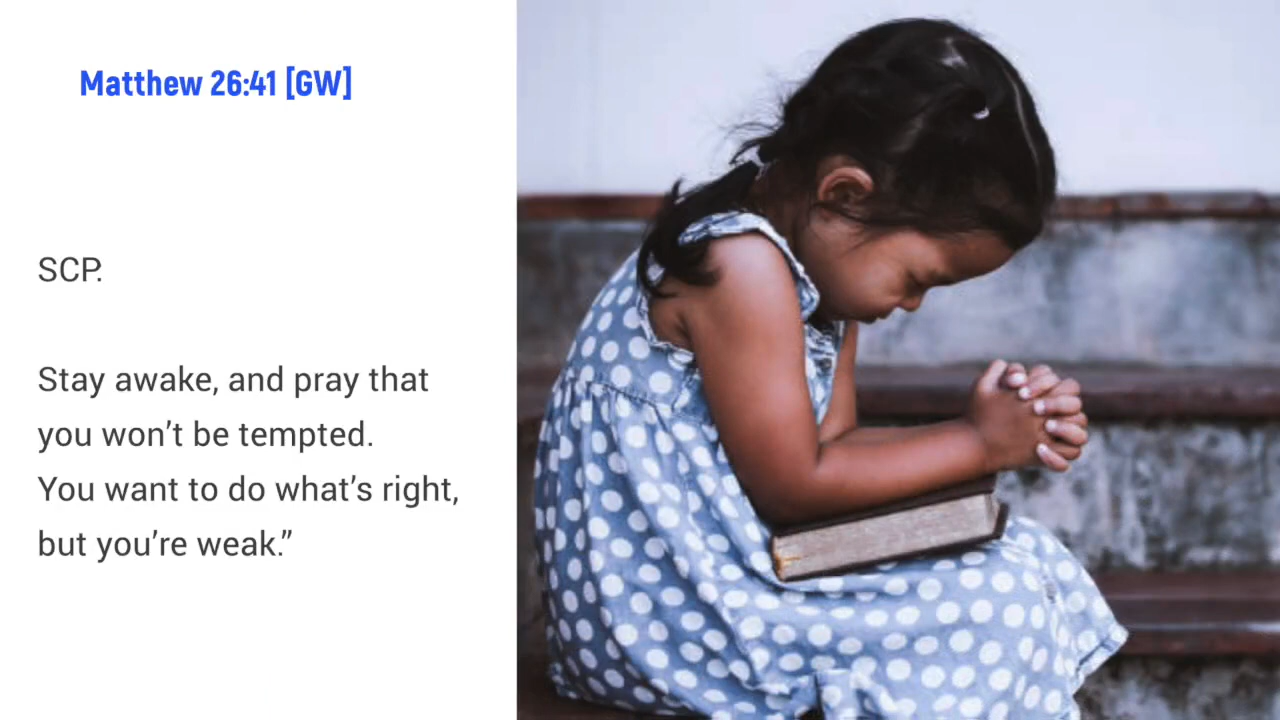 Matthew 26:41 [GW]
SCP.
Stay awake, and pray that
you won’t be tempted.
You want to do what’s right,
but you’re weak.”